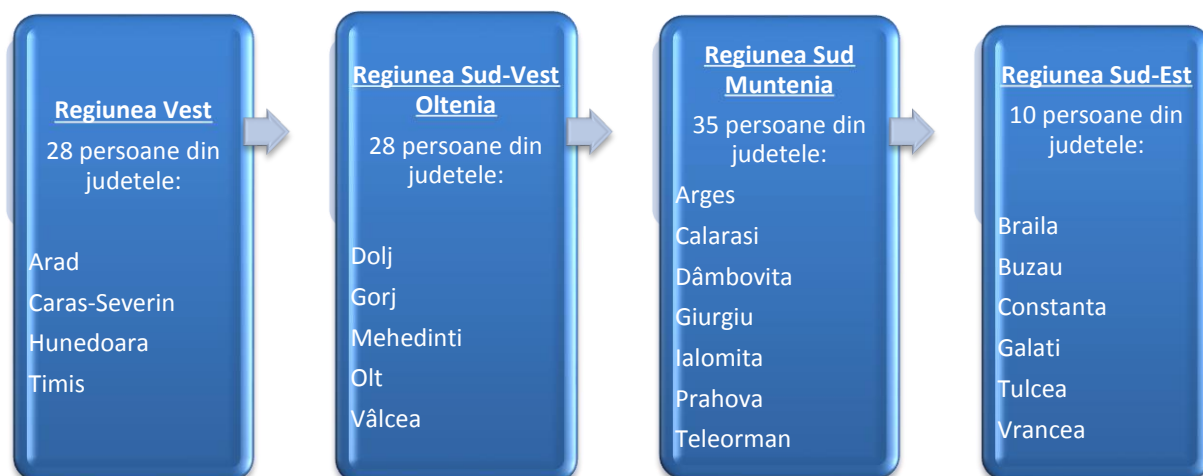 Regiunea Vest
28 persoane din
judetele:
Arad
Caras-Severin
Hunedoara
Timis
Regiunea Sud-Vest
Oltenia
28 persoane din
judetele:
Dolj
Gorj
Mehedinti
Olt
Vâlcea
Regiunea Sud
Muntenia
35 persoane din
judetele:
Arges
Calarasi
Dâmbovita
Giurgiu
Ialomita
Prahova
Teleorman
Regiunea Sud-Est
10 persoane din
judetele:
Braila
Buzau
Constanta
Galati
Tulcea
Vrancea